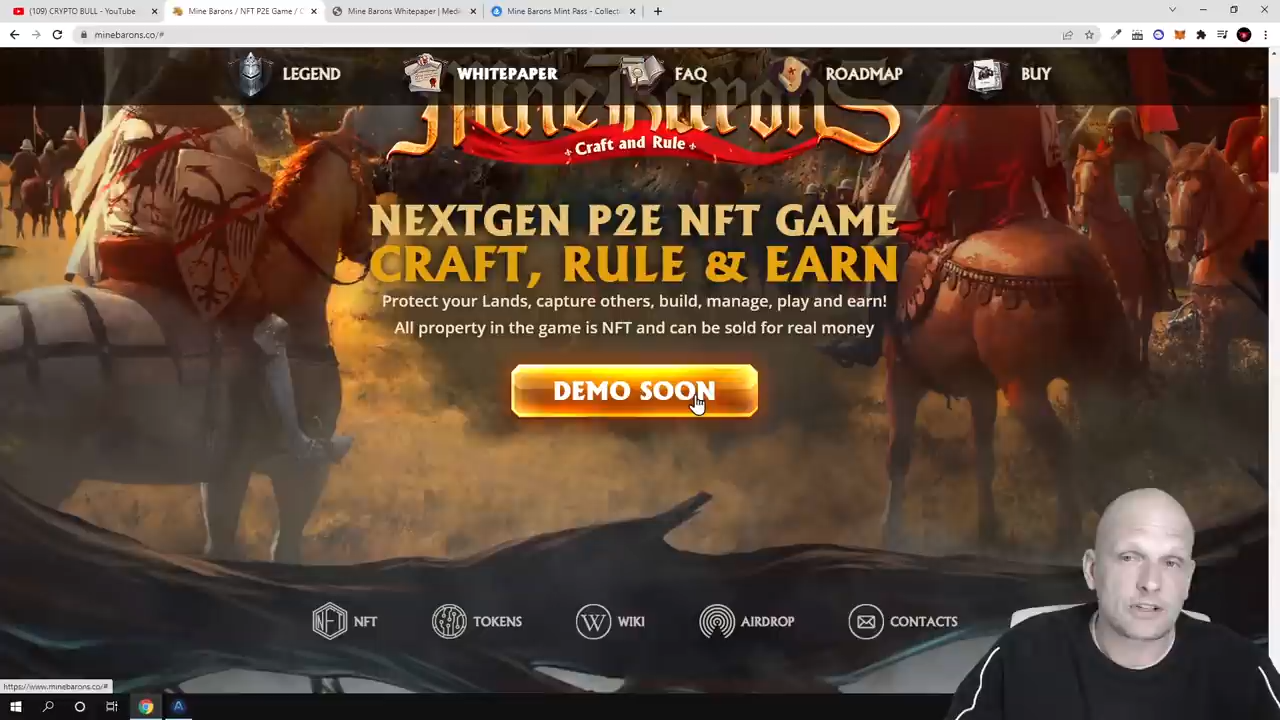 (109) CRYPTO BULL - YouTube
Mine Barons / NFT P2E Game / C
Mine Barons Whitepaper | Medi
Mine Barons Mint Pass - Collect
minebarons.co/#
LEGEND
WHITEPAPER
FAQ
ROADMAP
BUY
MineBarons
Craft and Rule
NEXTGEN P2E NFT GAME
CRAFT, RULE & EARN
Protect your Lands, capture others, build, manage, play and earn!
All property in the game is NFT and can be sold for real money
DEMO SOON
NFT
NFT
TOKENS
W
WIKI
AIRDROP
CONTACTS
https://www.minebarons.co/#